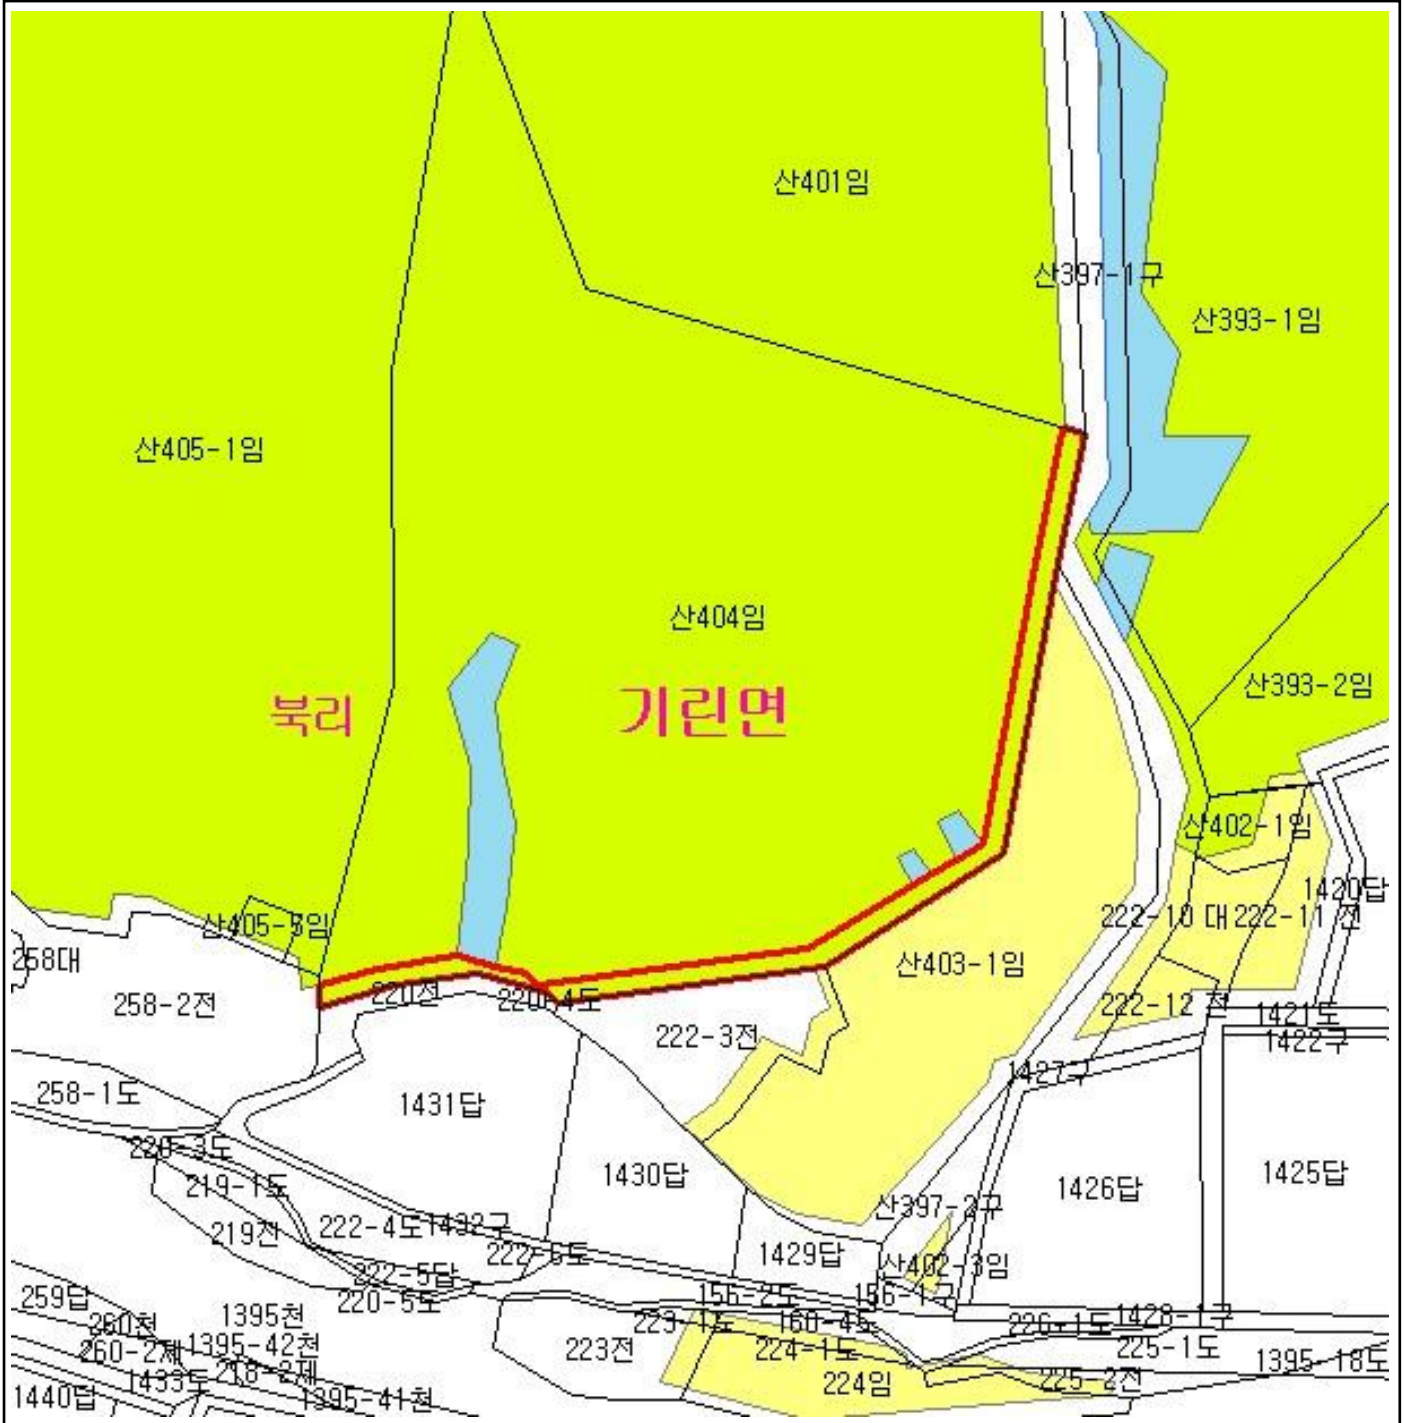 산401임
산397-1구
산393-1임
산405-1임
산404임
산393-2임
북리
기린면
산402-1임
1420답
222-10 대
222-11 전
산405-5임
258대
산403-1임
258-2전
220전
220-4도
222-12 전
1421도
222-3전
1422구
1427구
258-1도
1431답
220-3도
1430답
1425답
219-1도
1426답
산397-2구
219전
222-4도
1432구
222-6도
1429답
222-5답
산402-3임
259답
220-5도
156-2도
156-1구
1395천
260천
223-1도
226-1도
1428-1구
1395-42천
260-2제
223전
224-1도
225-1도
1395-18도
218-2제
1433도
224임
225-2전
1440답
1395-41천